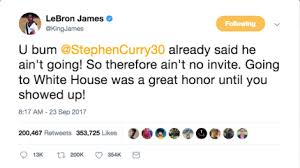 LeBron James
@KingJames
Following
U bum @StephenCurry30 already said he
ain't going! So therefore ain't no invite. Going
to White House was a great honor until you
showed up!
8:17 AM - 23 Sep 2017
200,467 Retweets 353,725 Likes
13K 200K 354K